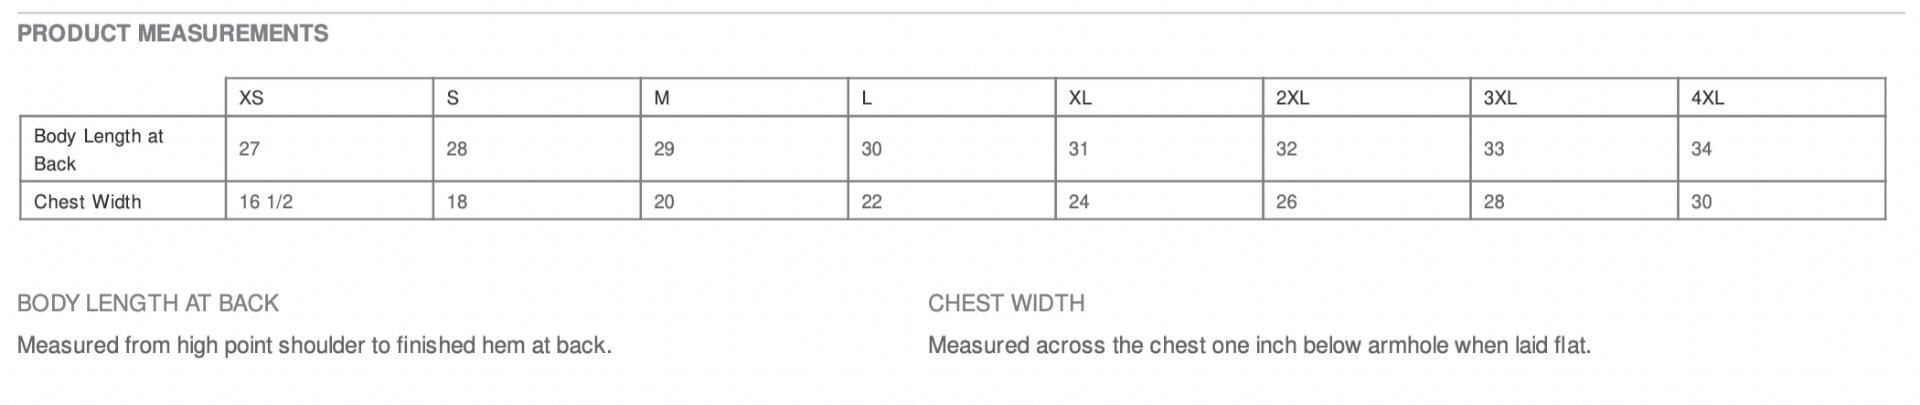 PRODUCT MEASUREMENTS
XS S M L XL 2XL 3XL 4XL
Body Length at Back 27 28 29 30 31 32 33 34
Chest Width 16 1/2 18 20 22 24 26 28 30
BODY LENGTH AT BACK
Measured from high point shoulder to finished hem at back.
CHEST WIDTH
Measured across the chest one inch below armhole when laid flat.